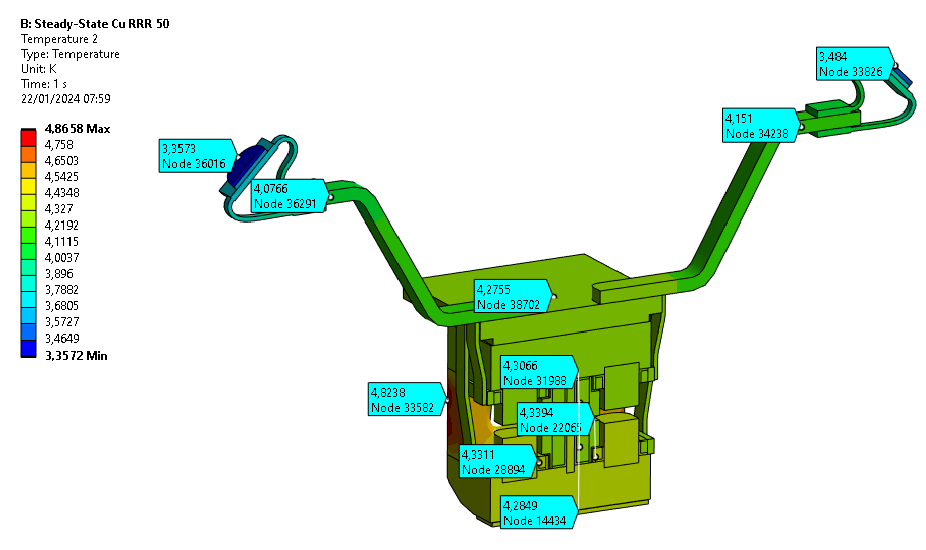 B: Steady-State Cu RRR 50
Temperature 2
Type: Temperature
Unit: K
Time: 1 s
22/01/2024 07:59
4,8658 Max
4,758
4,6503
4,5425
4,4348
4,327
4,2192
4,1115
4,0037
3,896
3,7882
3,6805
3,5727
3,4649
3,3572 Min
3,484
Node 33826
4,151
Node 34238
3,3573
Node 36016
4,0766
Node 36291
4,2755
Node 38702
4,3066
Node 31988
4,8238
Node 33582
4,3394
Node 22065
4,3311
Node 28894
4,2849
Node 14434